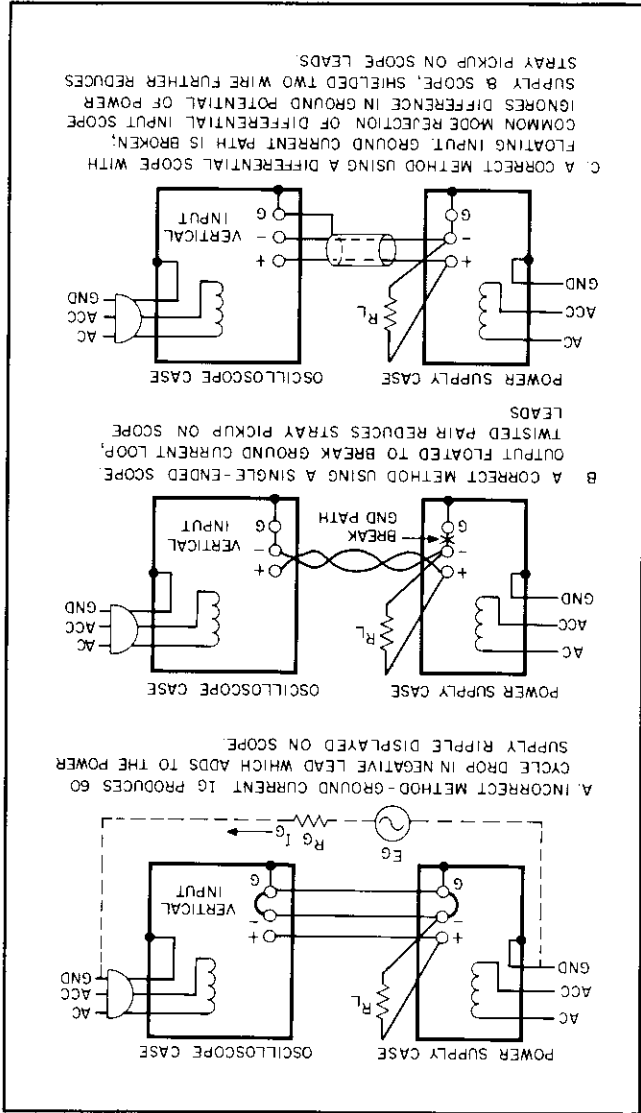 POWER SUPPLY CASE
OSCILLOSCOPE CASE
AC
ACC
GND
RL
+
-
G
+
-
G
VERTICAL
INPUT
AC
ACC
GND
EG
RG
IG
A. INCORRECT METHOD-GROUND CURRENT IG PRODUCES 60
CYCLE DROP IN NEGATIVE LEAD WHICH ADDS TO THE POWER
SUPPLY RIPPLE DISPLAYED ON SCOPE.
POWER SUPPLY CASE
OSCILLOSCOPE CASE
AC
ACC
GND
RL
+
-
G
BREAK
GND PATH
+
-
G
VERTICAL
INPUT
AC
ACC
GND
B A CORRECT METHOD USING A SINGLE-ENDED SCOPE.
OUTPUT FLOATED TO BREAK GROUND CURRENT LOOP,
TWISTED PAIR REDUCES STRAY PICKUP ON SCOPE
LEADS
POWER SUPPLY CASE
OSCILLOSCOPE CASE
AC
ACC
GND
RL
+
-
G
+
-
G
VERTICAL
INPUT
AC
ACC
GND
C. A CORRECT METHOD USING A DIFFERENTIAL SCOPE WITH
FLOATING INPUT. GROUND CURRENT PATH IS BROKEN;
COMMON MODE REJECTION OF DIFFERENTIAL INPUT SCOPE
IGNORES DIFFERENCE IN GROUND POTENTIAL OF POWER
SUPPLY & SCOPE, SHIELDED TWO WIRE FURTHER REDUCES
STRAY PICKUP ON SCOPE LEADS.